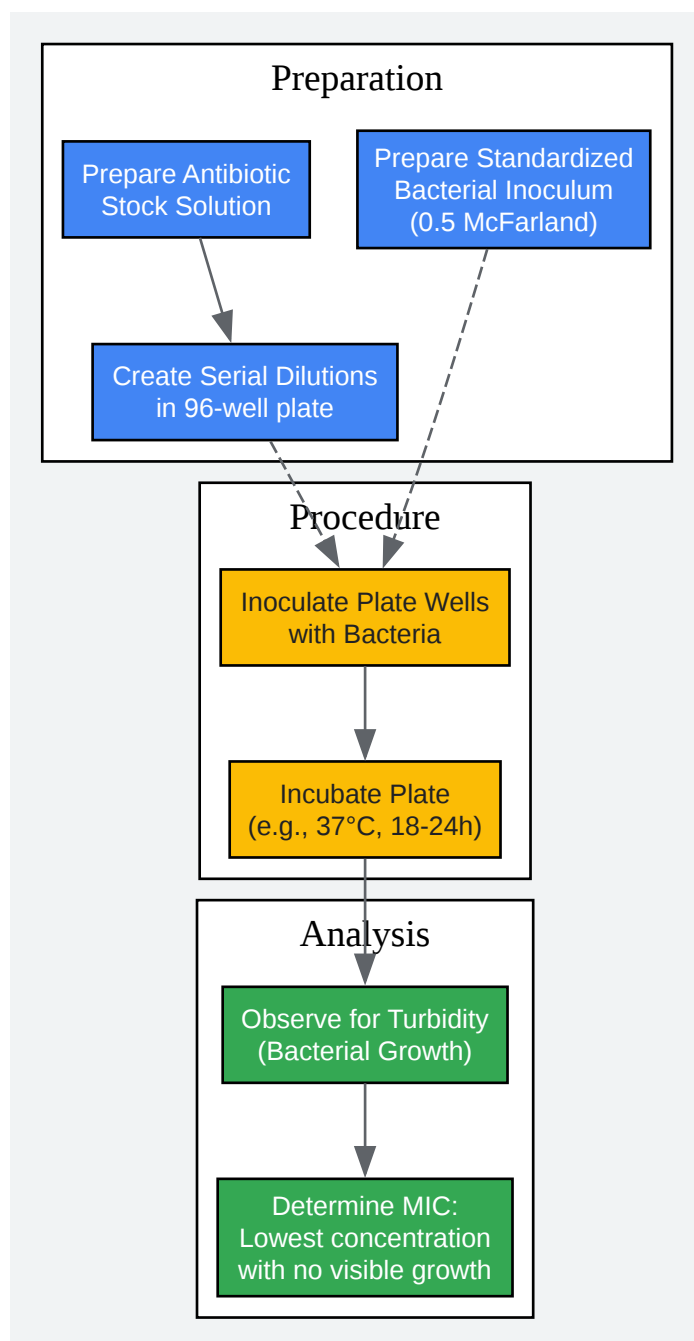 Preparation
Prepare Antibiotic
Stock Solution
Prepare Standardized
Bacterial Inoculum
(0.5 McFarland)
Create Serial Dilutions
in 96-well plate
Procedure
Inoculate Plate Wells
with Bacteria
Incubate Plate
(e.g., 37°C, 18-24h)
Analysis
Observe for Turbidity
(Bacterial Growth)
Determine MIC:
Lowest concentration
with no visible growth